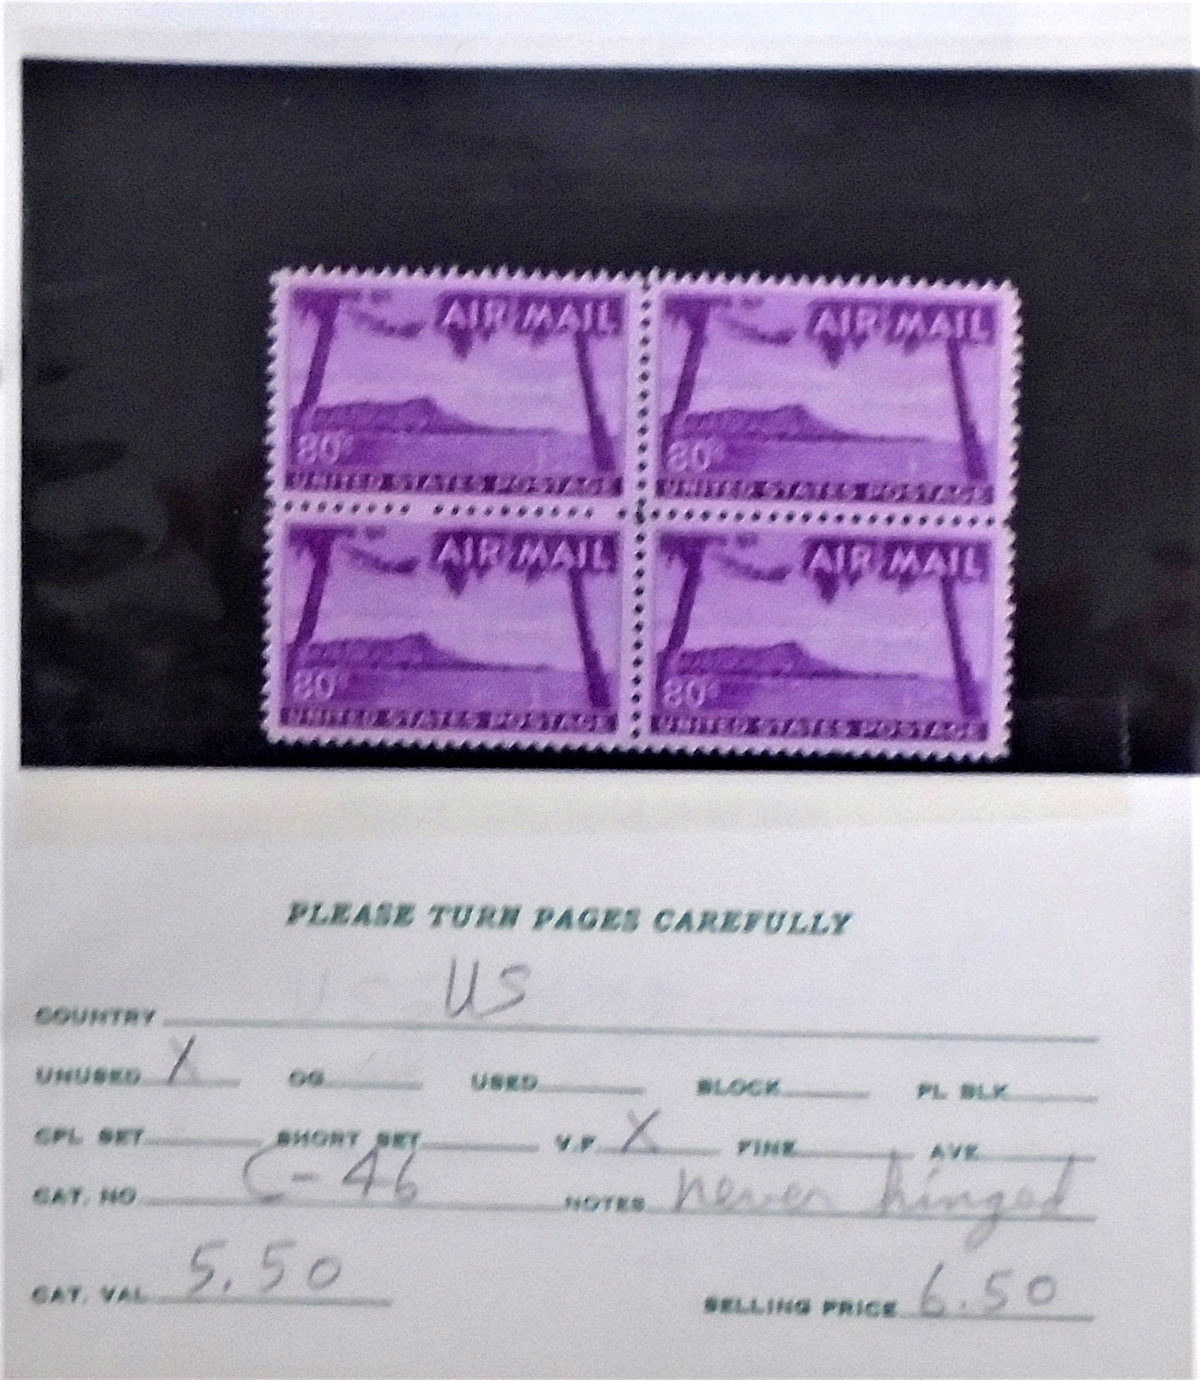 AIR MAIL AIR MAIL
80¢ 80¢
UNITED STATES POSTAGE UNITED STATES POSTAGE
AIR MAIL AIR MAIL
80¢ 80¢
UNITED STATES POSTAGE UNITED STATES POSTAGE
PLEASE TURN PAGES CAREFULLY
COUNTRY US
UNUSED X OG USED BLOCK PL BLK
CPL SET SHORT SET V.F. X FINE AVE
CAT. NO C-46 NOTES never hinged
CAT. VAL 5.50 SELLING PRICE 6.50